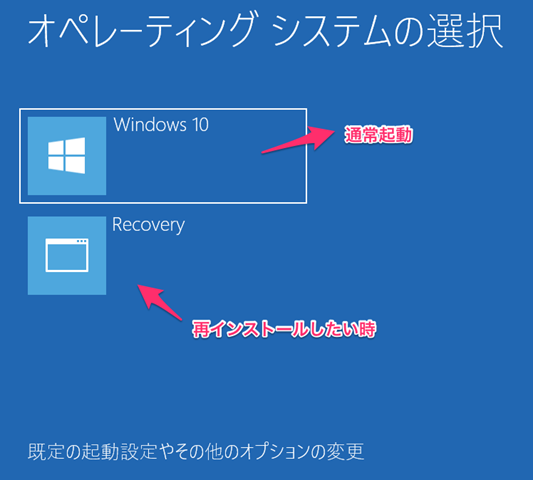 オペレーティング システムの選択
Windows 10
通常起動
Recovery
再インストールしたい時
既定の起動設定やその他のオプションの変更